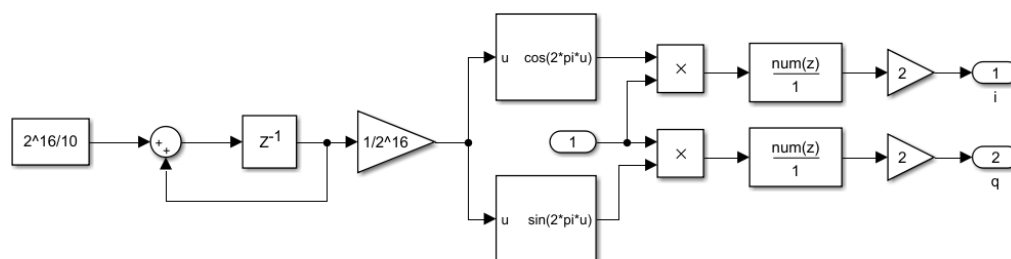 2^16/10
+
+
Z-1
1/2^16
u cos(2*pi*u)
u sin(2*pi*u)
1
×
×
num(z)
1
num(z)
1
2
2
1
i
2
q